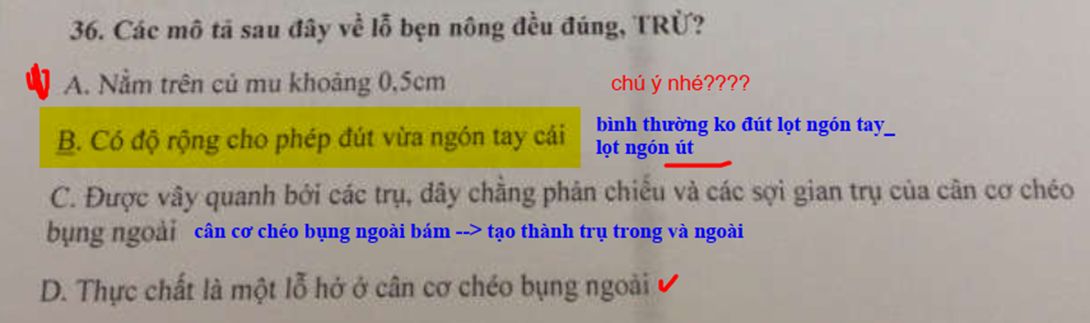 36. Các mô tả sau đây về lỗ bẹn nông đều đúng, TRỪ?
A. Nằm trên củ mu khoảng 0,5cm
chú ý nhé????
B. Có độ rộng cho phép đút vừa ngón tay cái
bình thường ko đút lọt ngón tay_
lọt ngón út
C. Được vây quanh bởi các trụ, dây chằng phản chiếu và các sợi gian trụ của cân cơ chéo
bụng ngoài cân cơ chéo bụng ngoài bám --> tạo thành trụ trong và ngoài
D. Thực chất là một lỗ hở ở cân cơ chéo bụng ngoài